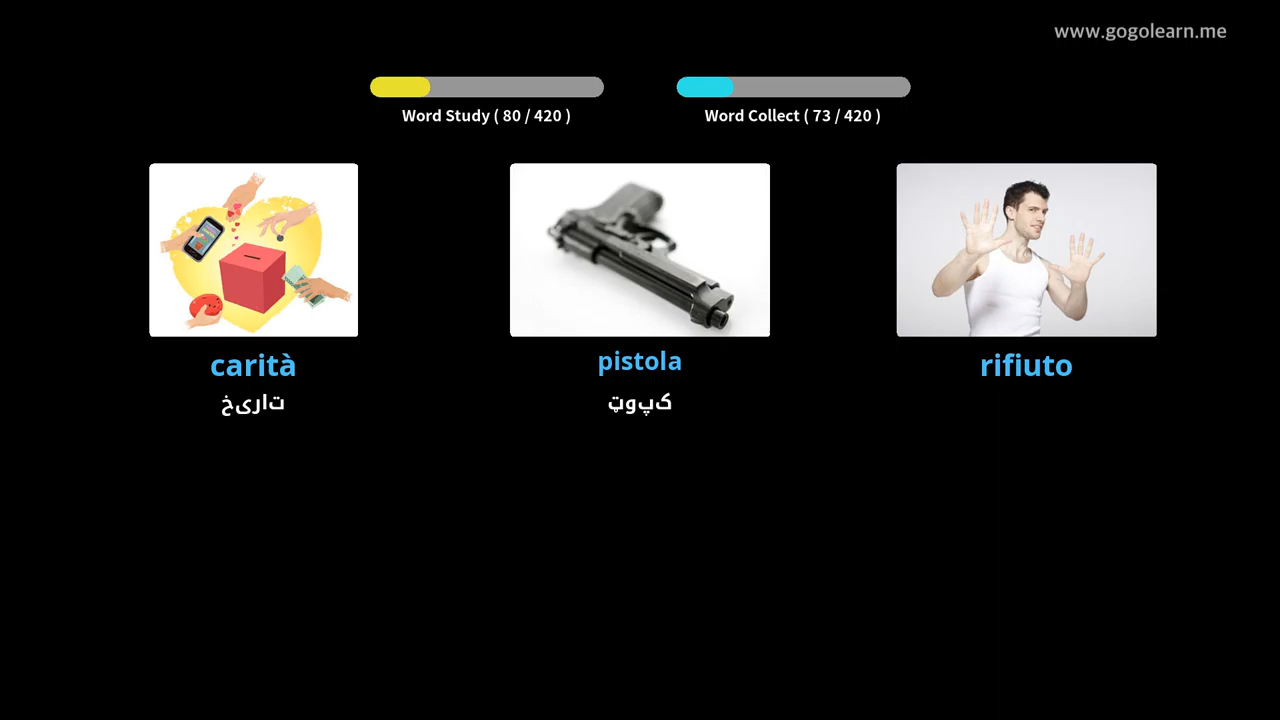 www.gogolearn.me
Word Study ( 80 / 420 )
Word Collect ( 73 / 420 )
carità
pistola
rifiuto
تاریخ
کپوټ